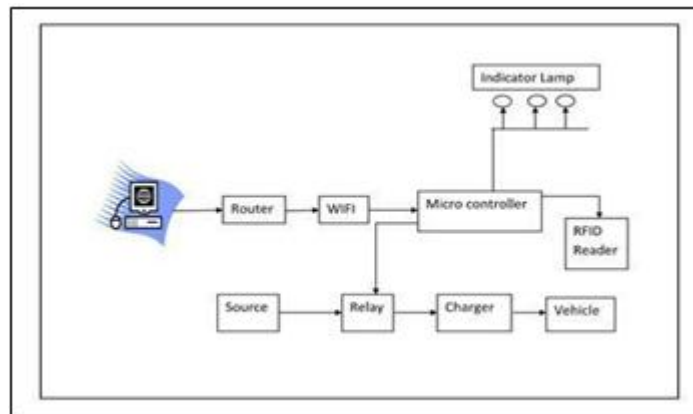 Indicator Lamp
Router
WIFI
Micro controller
RFID
Reader
Source
Relay
Charger
Vehicle